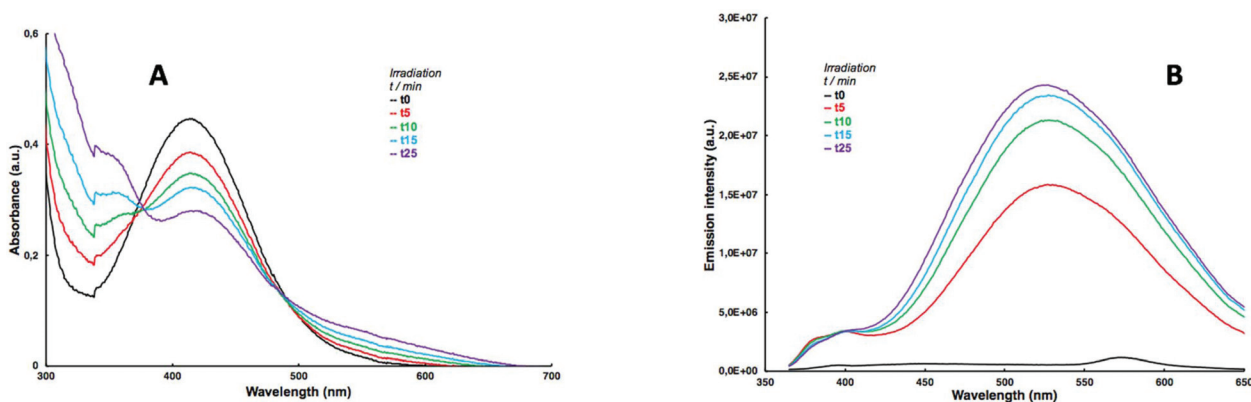 A
0,6
0,4
0,2
0
300
400
500
600
700
Absorbance (a.u.)
Wavelength (nm)
Irradiation
t / min
t0
t5
t10
t15
t25
B
3,0E+07
2,5E+07
2,0E+07
1,5E+07
1,0E+07
5,0E+06
0,0E+00
350
400
450
500
550
600
650
Emission intensity (a.u.)
Wavelength (nm)
Irradiation
t / min
t0
t5
t10
t15
t25